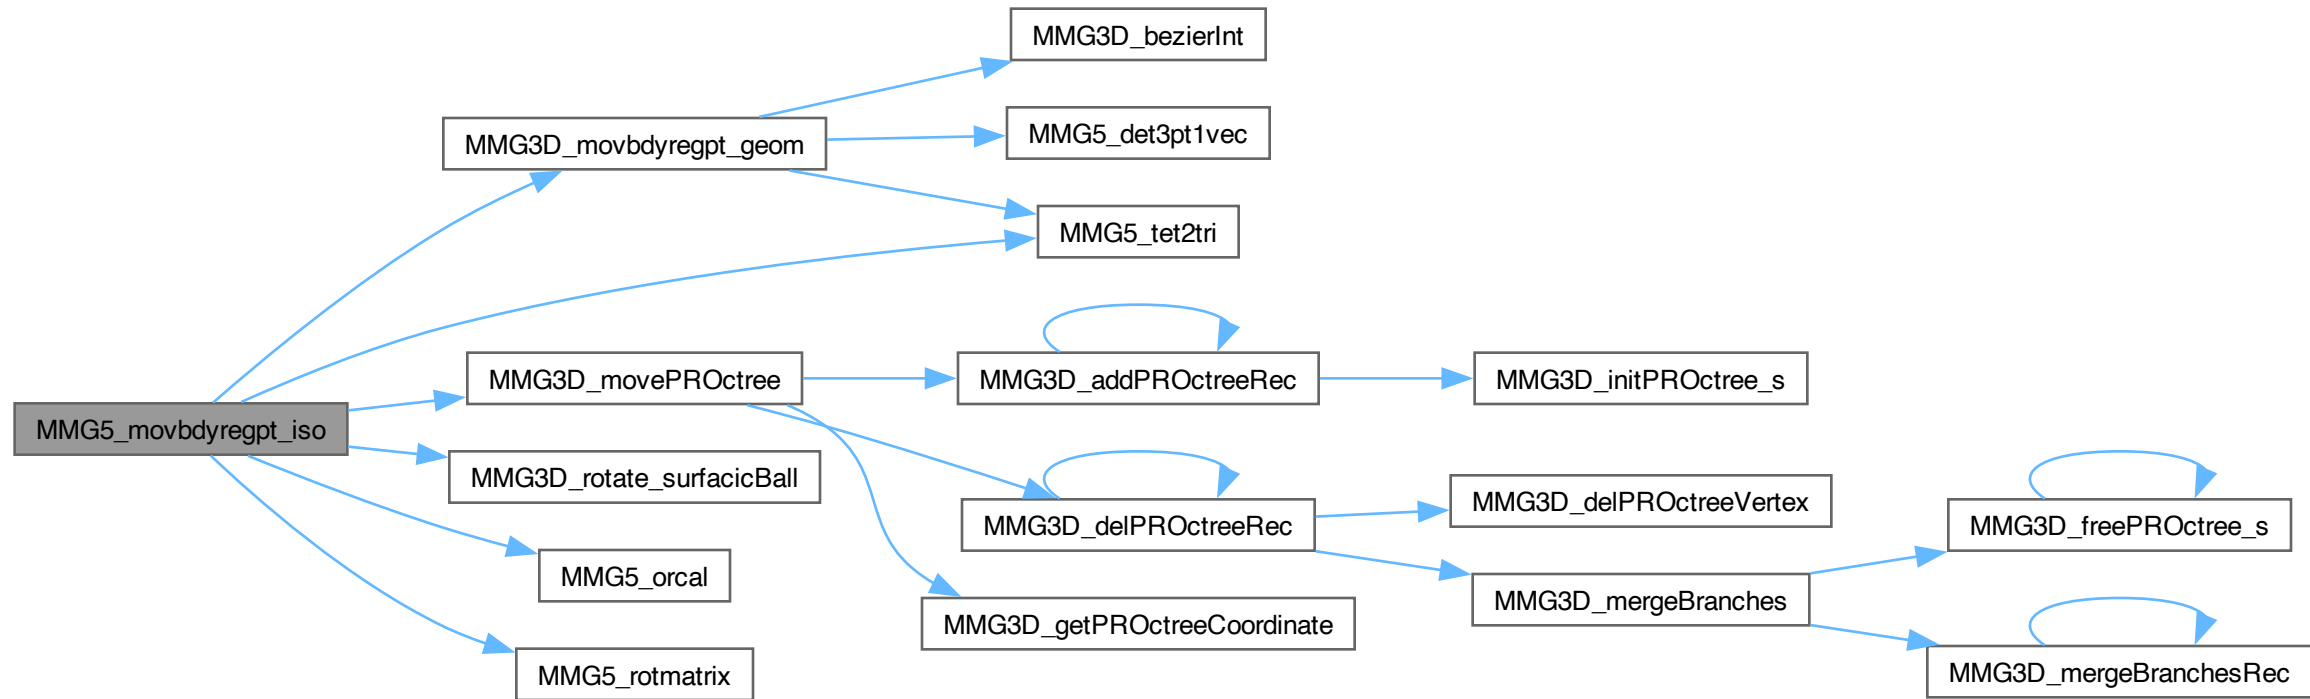 MMG3D_bezierInt
MMG3D_movbdyregpt_geom
MMG5_det3pt1vec
MMG5_tet2tri
MMG3D_movePROctree
MMG3D_addPROctreeRec
MMG3D_initPROctree_s
MMG5_movbdyregpt_iso
MMG3D_rotate_surfacicBall
MMG3D_delPROctreeRec
MMG3D_delPROctreeVertex
MMG3D_freePROctree_s
MMG5_orcal
MMG3D_mergeBranches
MMG3D_getPROctreeCoordinate
MMG5_rotmatrix
MMG3D_mergeBranchesRec